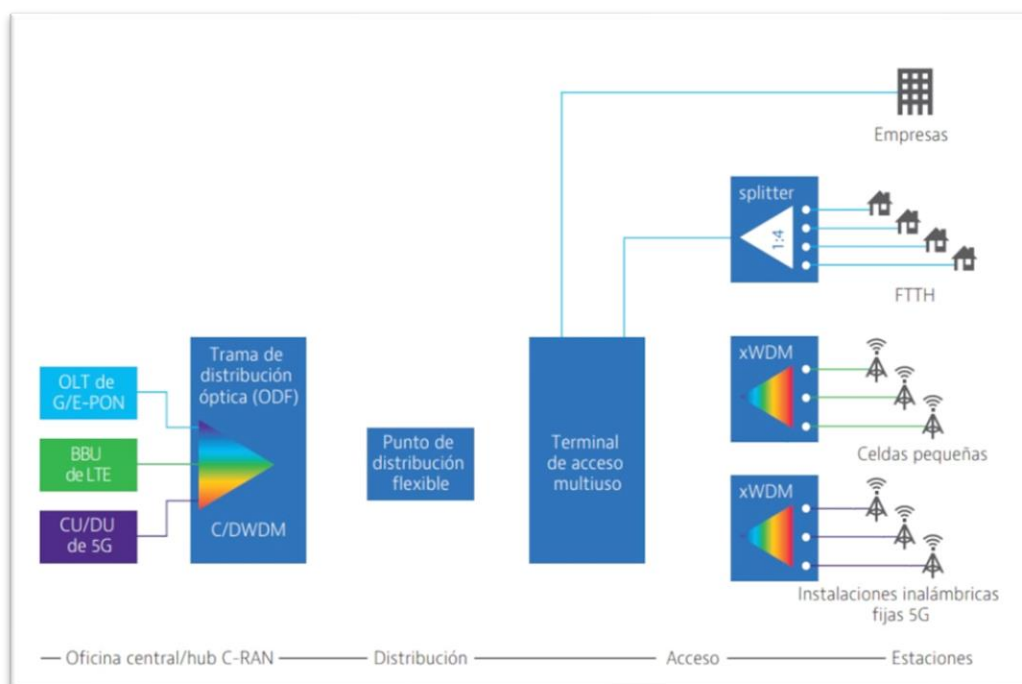 Empresas
splitter
1:4
FTTH
OLT de
G/E-PON
BBU
de LTE
CU/DU
de 5G
Trama de
distribución
óptica (ODF)
C/DWDM
Punto de
distribución
flexible
Terminal
de acceso
multiuso
xWDM
Celdas pequeñas
xWDM
Instalaciones inalámbricas
fijas 5G
Oficina central/hub C-RAN
Distribución
Acceso
Estaciones